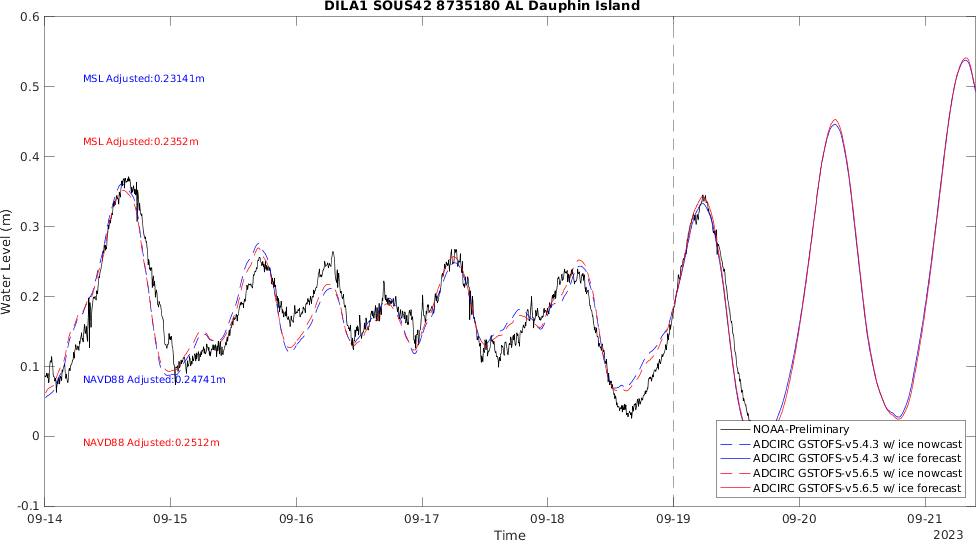 DILA1 SOUS42 8735180 AL Dauphin Island
0.6
0.5
0.4
0.3
0.2
0.1
0
-0.1
Water Level (m)
MSL Adjusted:0.23141m
MSL Adjusted:0.2352m
NAVD88 Adjusted:0.24741m
NAVD88 Adjusted:0.2512m
NOAA-Preliminary
ADCIRC GSTOFS-v5.4.3 w/ ice nowcast
ADCIRC GSTOFS-v5.4.3 w/ ice forecast
ADCIRC GSTOFS-v5.6.5 w/ ice nowcast
ADCIRC GSTOFS-v5.6.5 w/ ice forecast
09-14 09-15 09-16 09-17 09-18 09-19 09-20 09-21
Time
2023